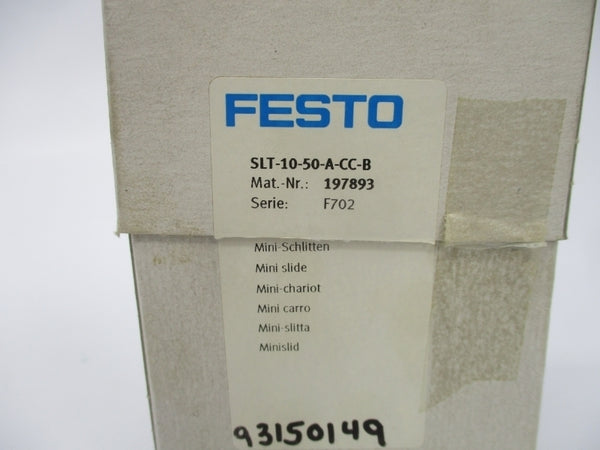 FESTO
SLT-10-50-A-CC-B
Mat.-Nr.: 197893
Serie: F702
Mini-Schlitten
Mini slide
Mini-chariot
Mini carro
Mini-slitta
Minislid
93150149